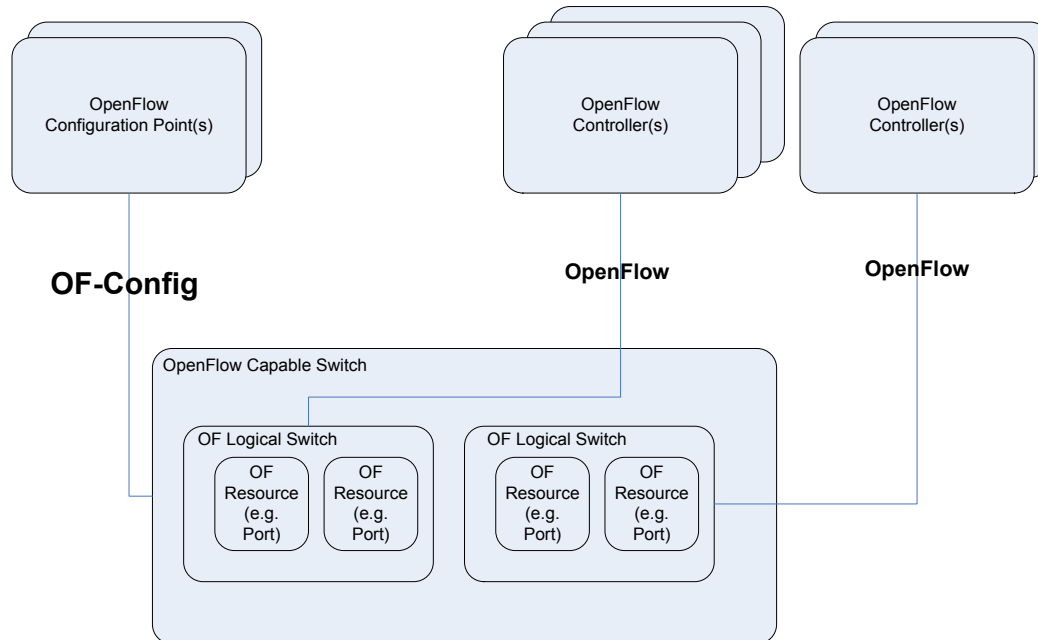 OpenFlow
Configuration Point(s)
OpenFlow
Controller(s)
OpenFlow
Controller(s)
OF-Config
OpenFlow
OpenFlow
OpenFlow Capable Switch
OF Logical Switch
OF
Resource
(e.g.
Port)
OF
Resource
(e.g.
Port)
OF Logical Switch
OF
Resource
(e.g.
Port)
OF
Resource
(e.g.
Port)